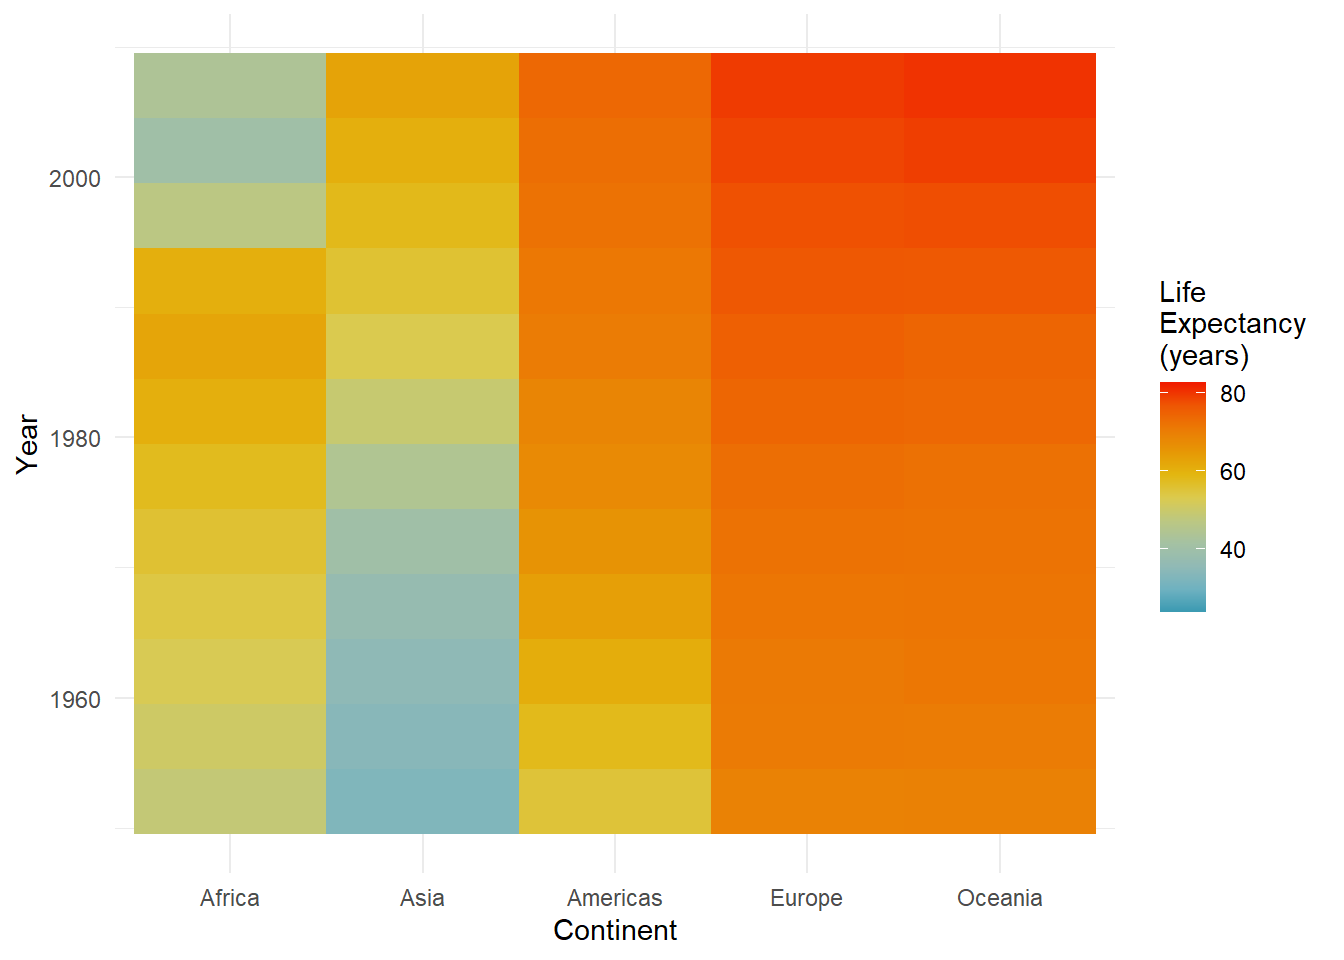 2000
1980
1960
Year
Africa
Asia
Americas
Europe
Oceania
Continent
Life
Expectancy
(years)
80
60
40